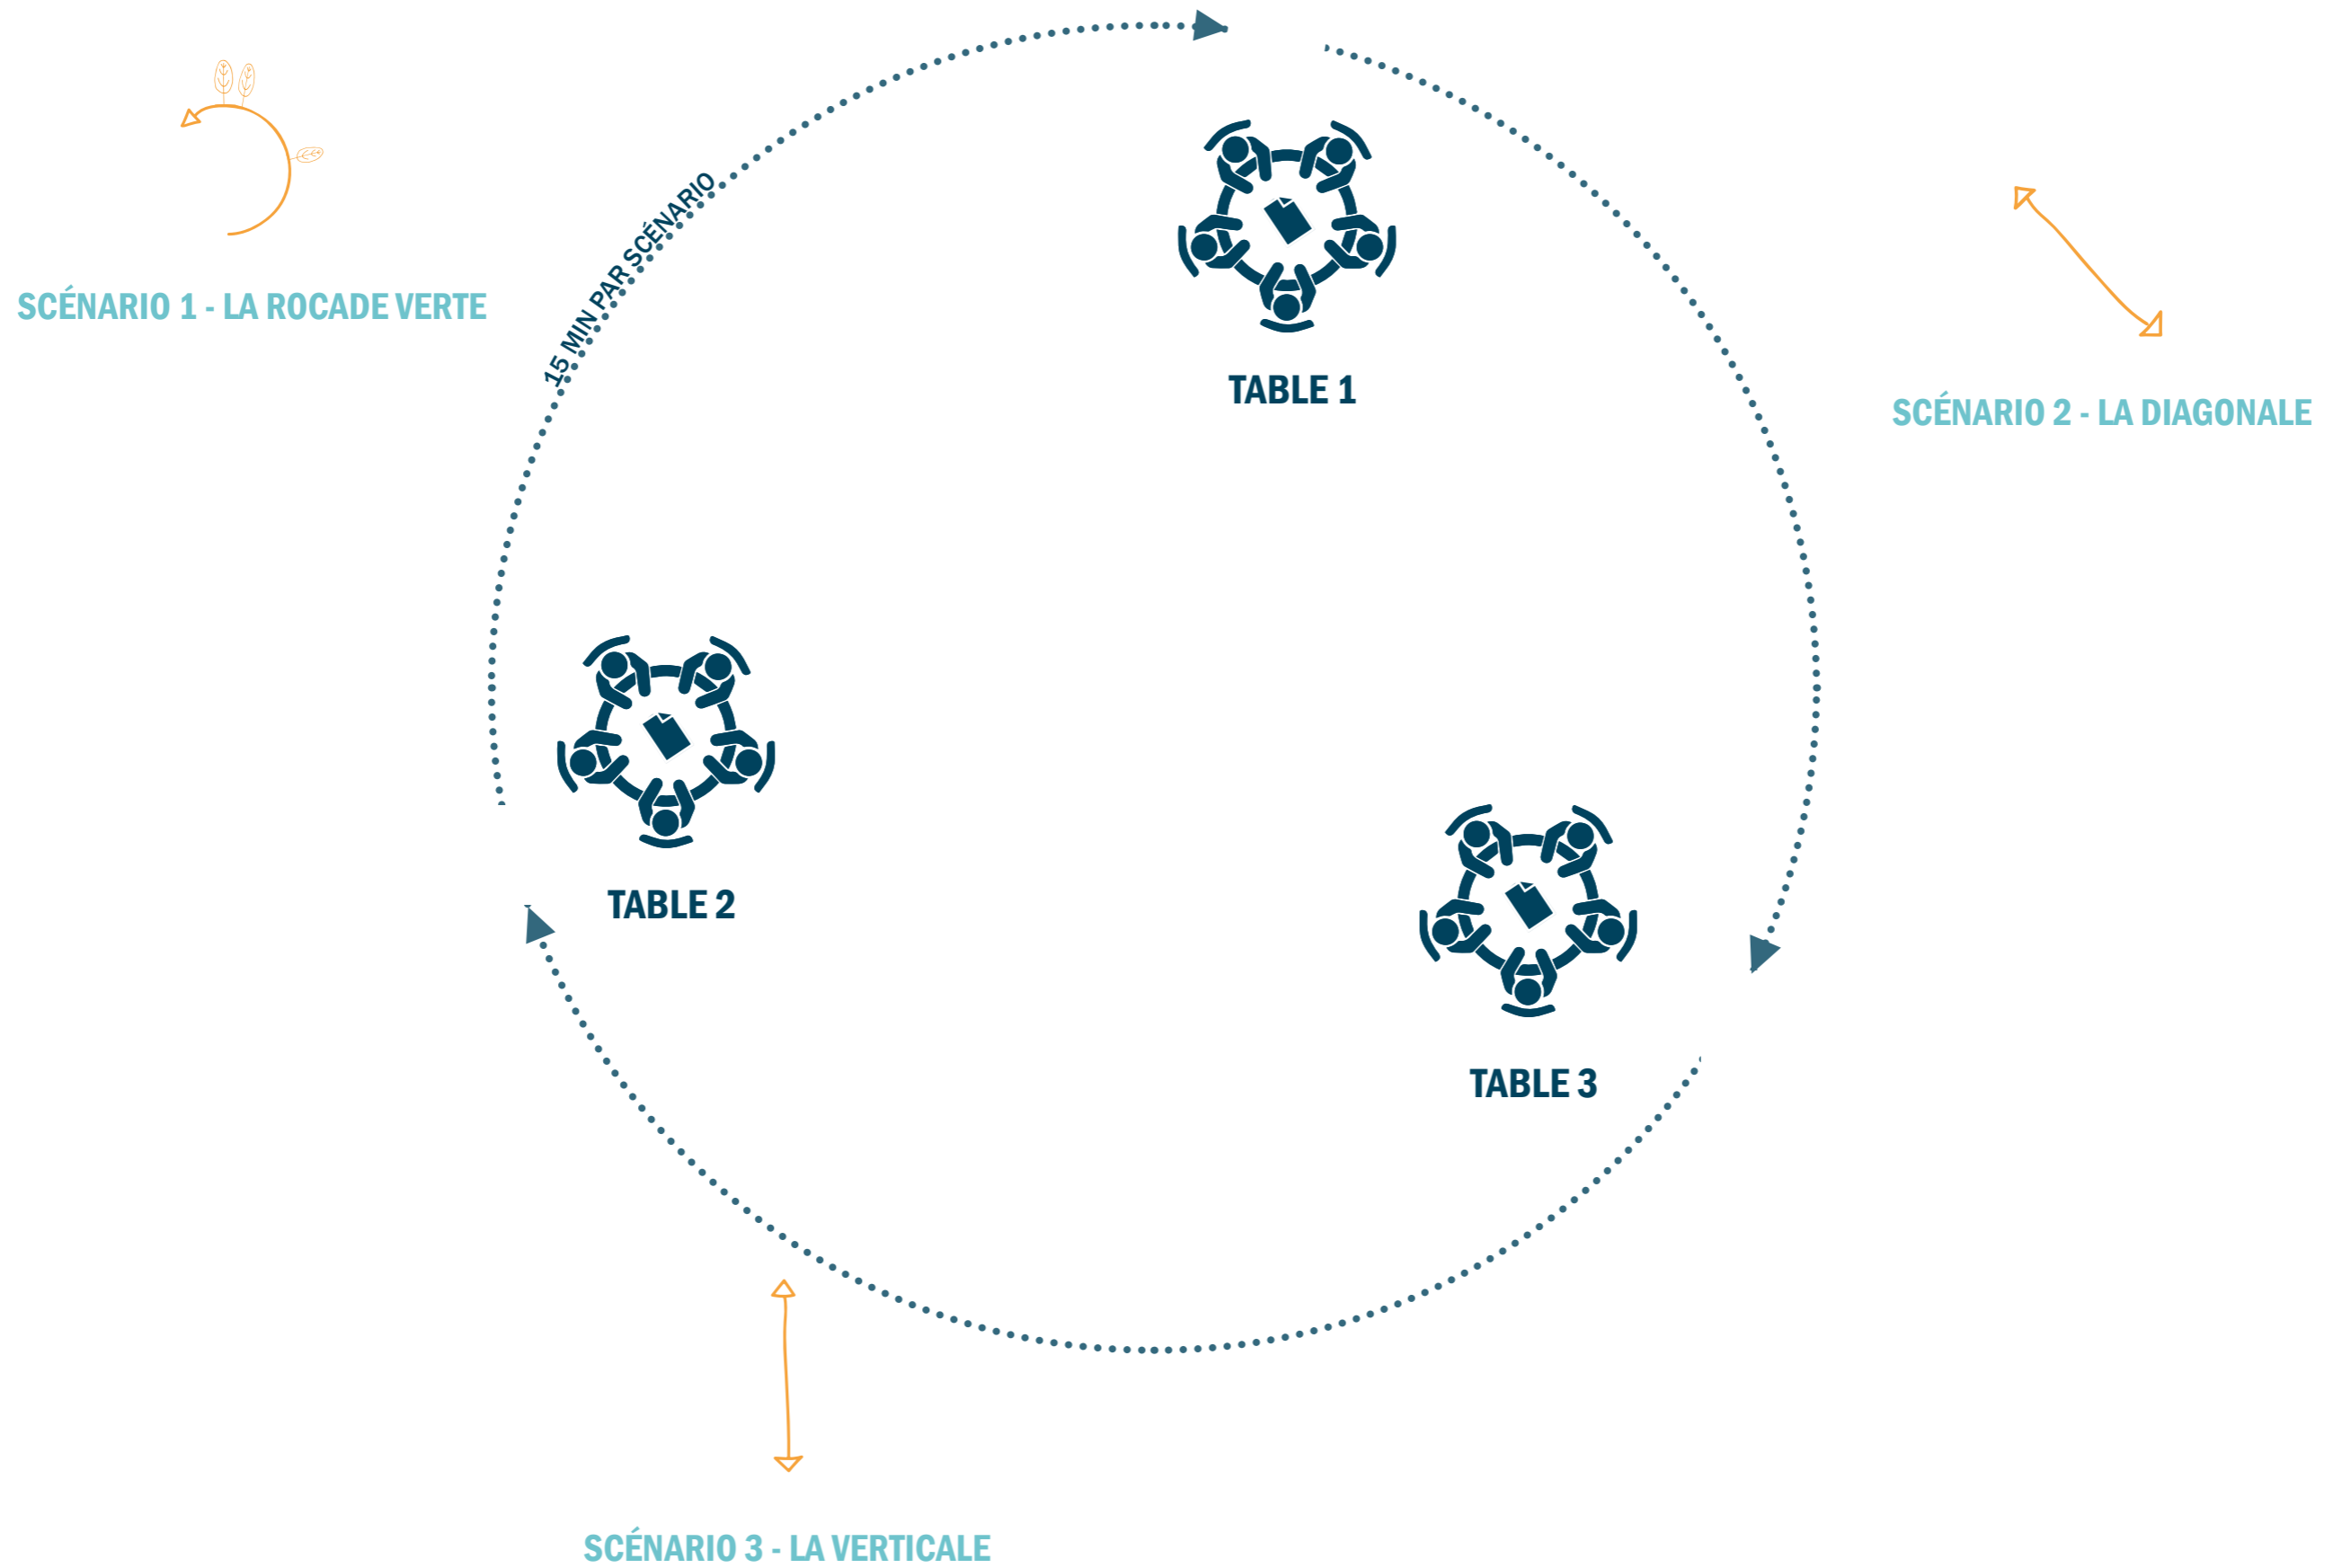 15 MIN PAR SCÉNARIO
SCÉNARIO 1 - LA ROCADE VERTE
TABLE 1
SCÉNARIO 2 - LA DIAGONALE
TABLE 2
TABLE 3
SCÉNARIO 3 - LA VERTICALE